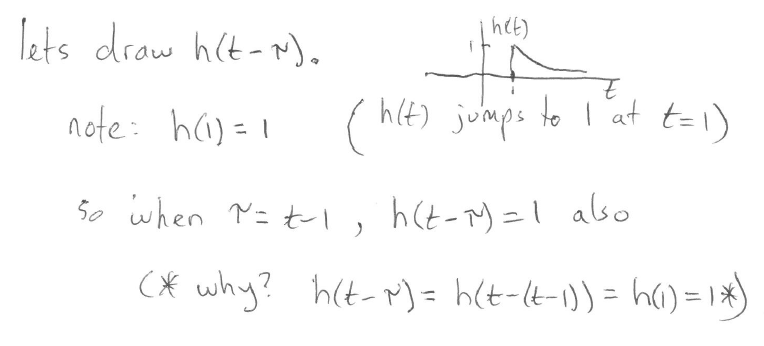 lets draw h(t-τ).
h(t)
1
1
t
note: h(1) = 1 (h(t) jumps to 1 at t=1)
so when τ = t-1, h(t-τ) = 1 also
(* why? h(t-τ) = h(t-(t-1)) = h(1) = 1 *)